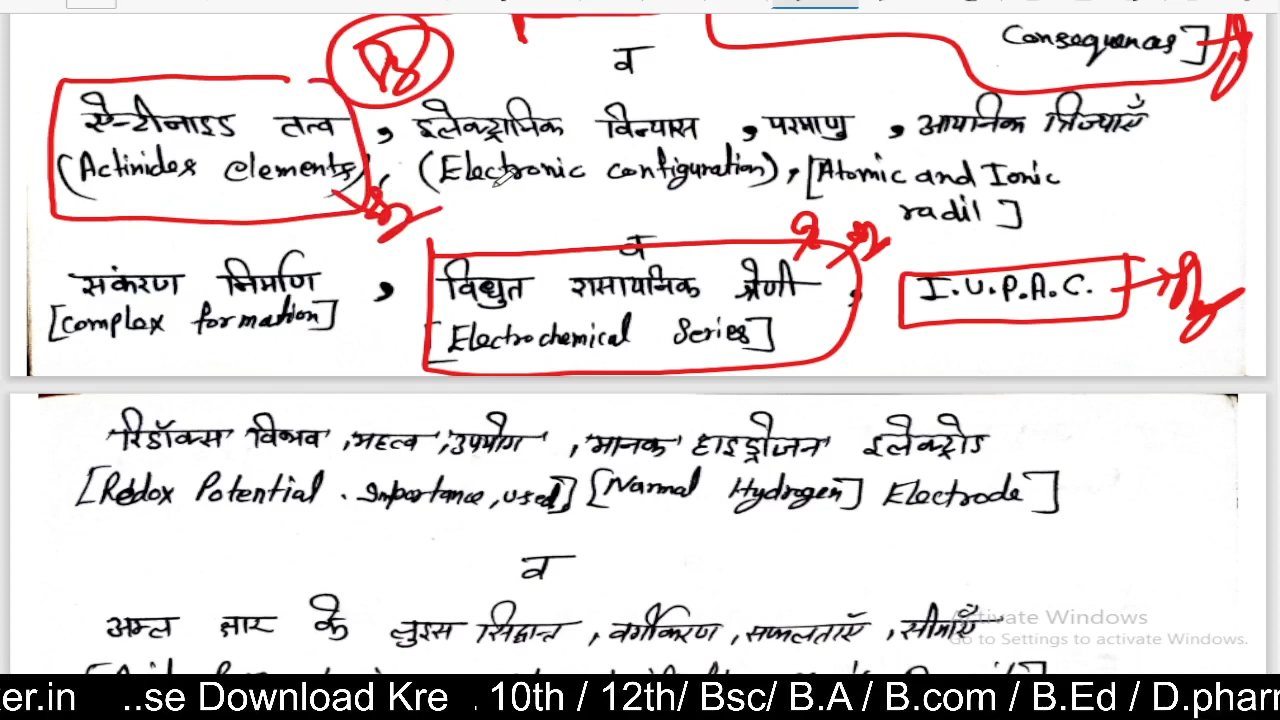 Consequences]
व
ऐन्टीनाइड तत्व , इलेक्ट्रानिक विन्यास , परमाणु , आयनिक त्रिज्याएँ
(Actinides elements), (Electronic configuration), [Atomic and Ionic
radii]
व
संकरण निर्माण , विद्युत रासायनिक श्रेणी , I.U.P.A.C.
[Complex formation] [Electrochemical Series]
रिडॉक्स विभव , महत्व , उपयोग , मानक हाइड्रोजन इलेक्ट्रोड
[Redox Potential . Importance, used] [Normal Hydrogen] Electrode]
व
अम्ल क्षार के लुइस सिद्धान्त , वर्गीकरण , सफलताएँ , सीमाएँ
Activate Windows
Go to Settings to activate Windows.
ter.in ..se Download Kre . 10th / 12th/ Bsc/ B.A / B.com / B.Ed / D.pharm